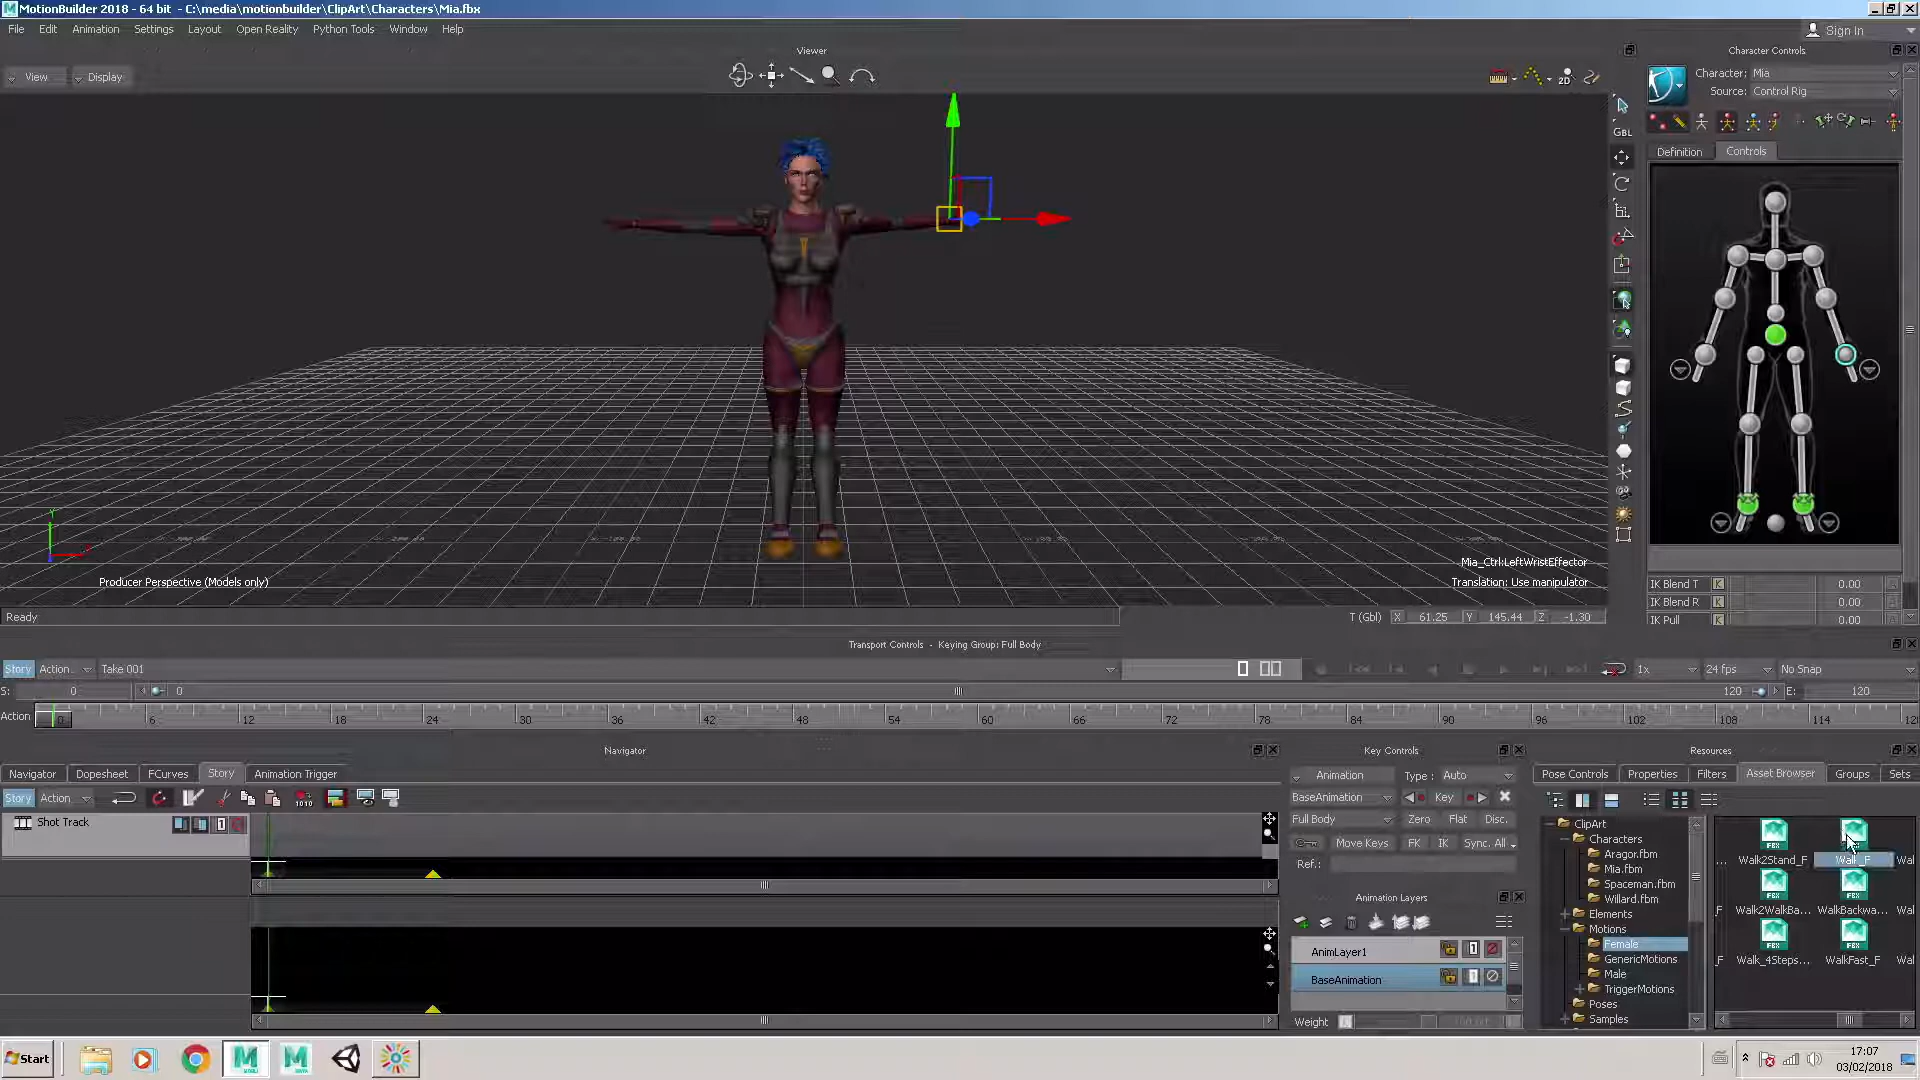 MotionBuilder 2018 - 64 bit - C:\media\motionbuilder\ClipArt\Characters\Mia.fbx
File Edit Animation Settings Layout Open Reality Python Tools Window Help
Sign In
Viewer
Character Controls
View Display
2D
Character: Mia
Source: Control Rig
GBL
Definition Controls
Mia_Ctrl:LeftWristEffector
Producer Perspective (Models only)
Translation: Use manipulator
IK Blend T K 0.00
IK Blend R K 0.00
IK Pull K 0.00
Ready
T (Gbl) X 61.25 Y 145.44 Z -1.30
Transport Controls - Keying Group: Full Body
Story Action Take 001
1x 24 fps No Snap
S: 0 0 120 E: 120
Action 0 6 12 18 24 30 36 42 48 54 60 66 72 78 84 90 96 102 108 114 120
Navigator
Key Controls
Resources
Navigator Dopesheet FCurves Story Animation Trigger
Animation Type : Auto
Pose Controls Properties Filters Asset Browser Groups Sets
Story Action
BaseAnimation Key
Shot Track
Full Body Zero Flat Disc.
Move Keys FK IK Sync. All
Ref.:
Animation Layers
AnimLayer1
BaseAnimation
Weight
ClipArt
Characters
Aragor.fbm
Mia.fbm
Spaceman.fbm
Willard.fbm
Elements
Motions
Female
GenericMotions
Male
TriggerMotions
Poses
Samples
... Walk2Stand_F Walk_F Wal
_F Walk2WalkBa... WalkBackwa... Wal
_F Walk_4Steps... WalkFast_F Wal
Start
17:07
03/02/2018